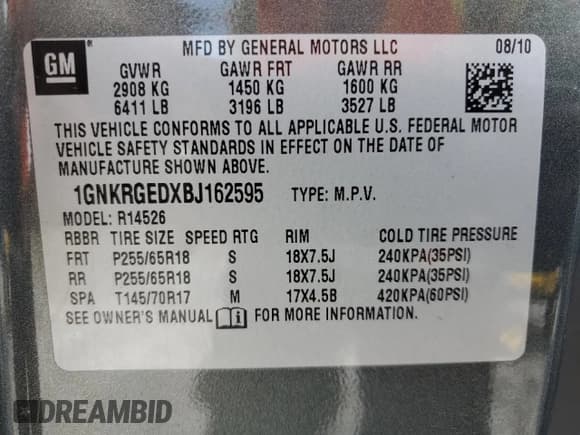 GM MFD BY GENERAL MOTORS LLC 08/10
GVWR GAWR FRT GAWR RR
2908 KG 1450 KG 1600 KG
6411 LB 3196 LB 3527 LB
THIS VEHICLE CONFORMS TO ALL APPLICABLE U.S. FEDERAL MOTOR
VEHICLE SAFETY STANDARDS IN EFFECT ON THE DATE OF
MANUFACTURE SHOWN ABOVE.
1GNKRGEDXBJ162595 TYPE: M.P.V.
MODEL: R14526
RBBR TIRE SIZE SPEED RTG RIM COLD TIRE PRESSURE
FRT P255/65R18 S 18X7.5J 240KPA(35PSI)
RR P255/65R18 S 18X7.5J 240KPA(35PSI)
SPA T145/70R17 M 17X4.5B 420KPA(60PSI)
SEE OWNER'S MANUAL i FOR MORE INFORMATION.
DREAMBID